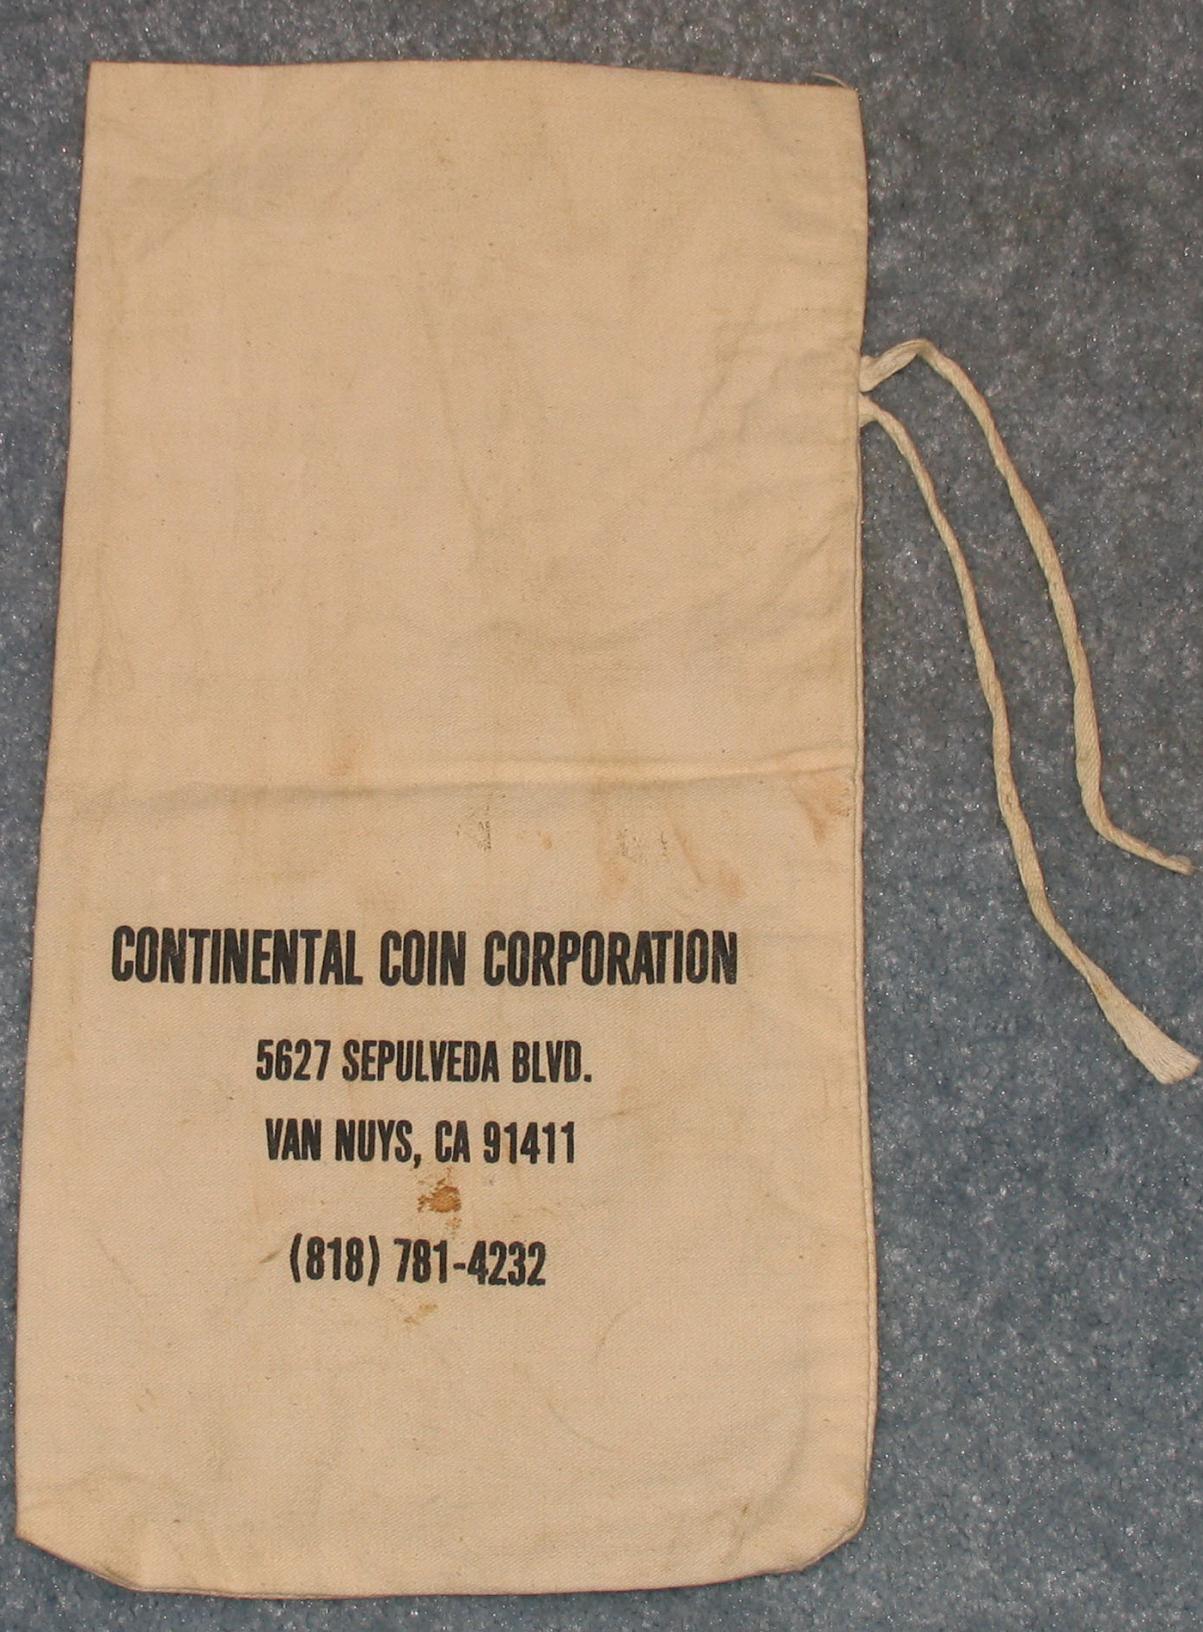 CONTINENTAL COIN CORPORATION
5627 SEPULVEDA BLVD.
VAN NUYS, CA 91411
(818) 781-4232